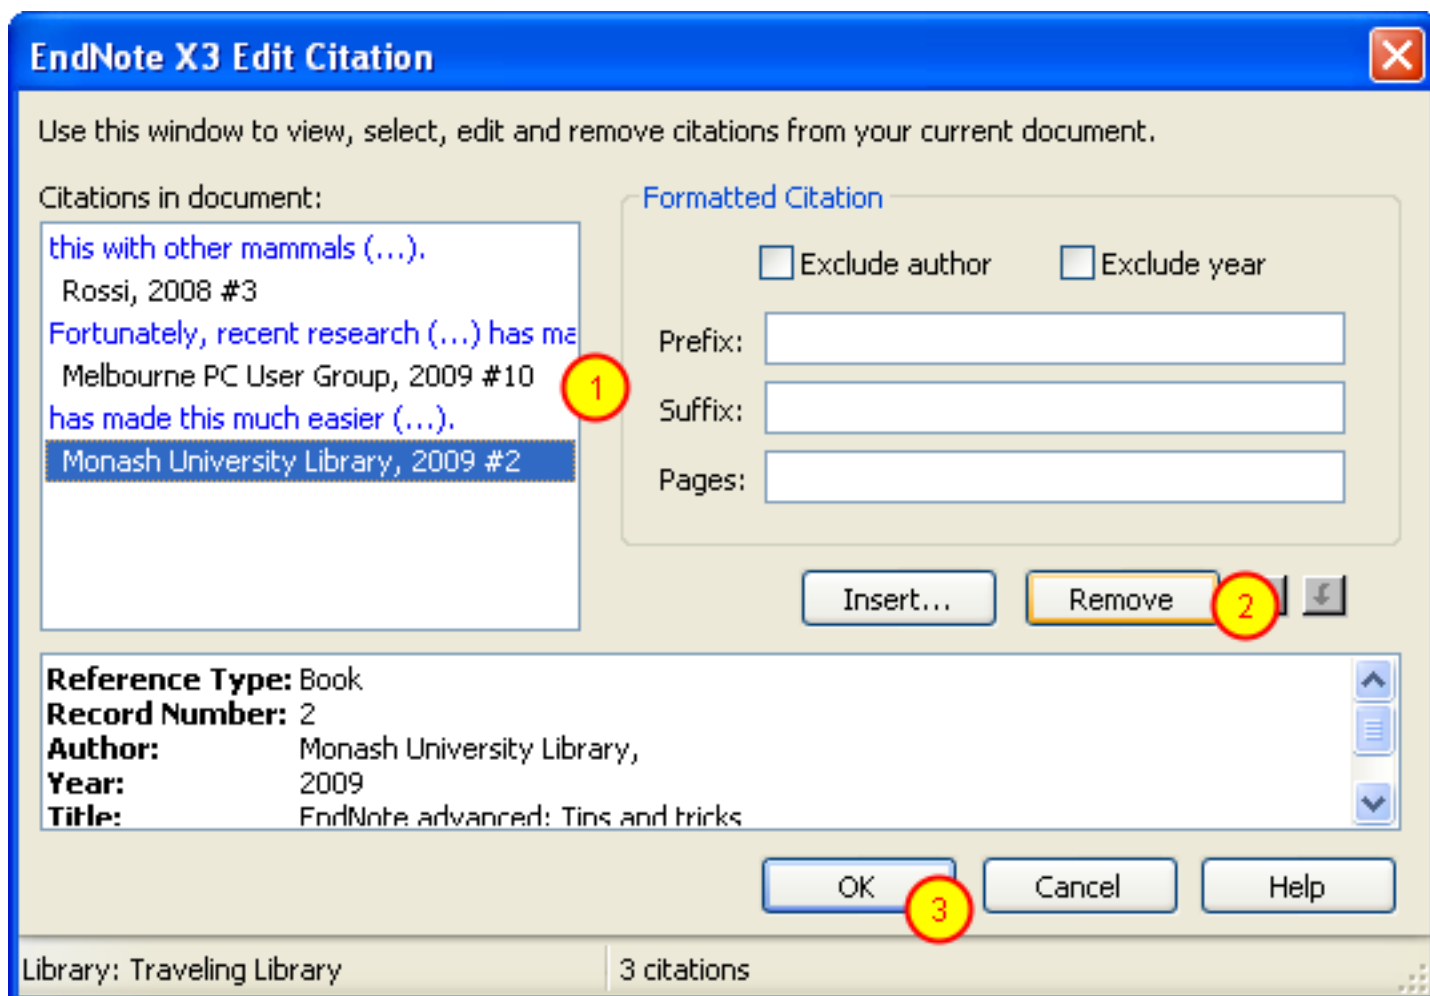 EndNote X3 Edit Citation
Use this window to view, select, edit and remove citations from your current document.
Citations in document:
this with other mammals (...).
Rossi, 2008 #3
Fortunately, recent research (...) has ma
Melbourne PC User Group, 2009 #10
has made this much easier (...).
Monash University Library, 2009 #2
1
Formatted Citation
Exclude author
Exclude year
Prefix:
Suffix:
Pages:
Insert...
Remove
2
Reference Type: Book
Record Number: 2
Author: Monash University Library,
Year: 2009
Title: EndNote advanced: Tips and tricks
OK
3
Cancel
Help
Library: Traveling Library
3 citations